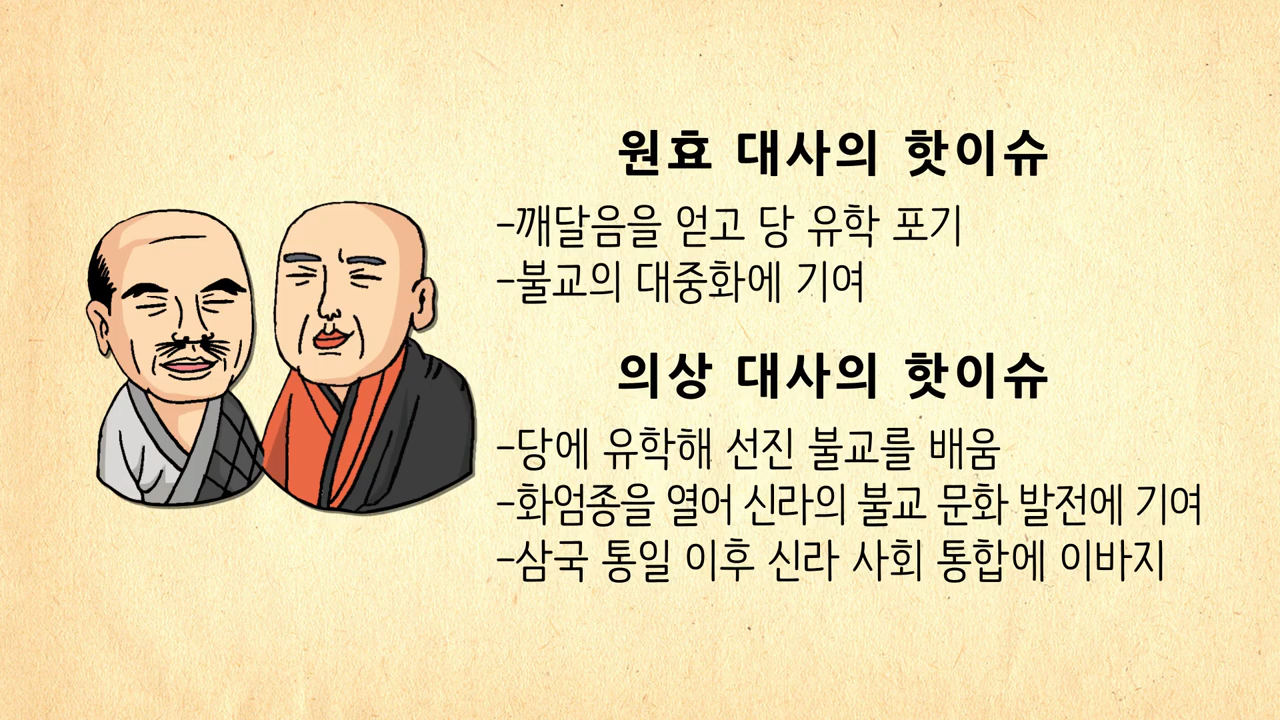 원효 대사의 핫이슈
-깨달음을 얻고 당 유학 포기
-불교의 대중화에 기여
의상 대사의 핫이슈
-당에 유학해 선진 불교를 배움
-화엄종을 열어 신라의 불교 문화 발전에 기여
-삼국 통일 이후 신라 사회 통합에 이바지